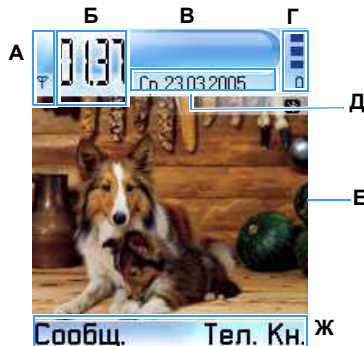 Б В Г
А
01:37
Ср 23.03.2005
Д
Е
Сообщ. Тел. Кн.
Ж